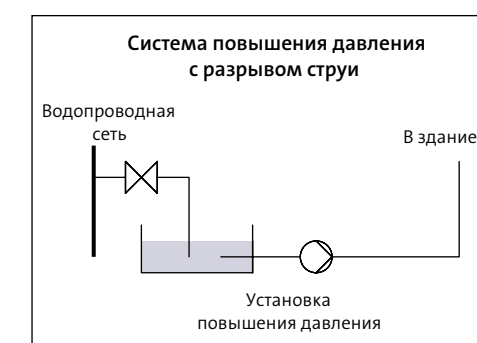 Система повышения давления
с разрывом струи
Водопроводная
сеть
В здание
Установка
повышения давления